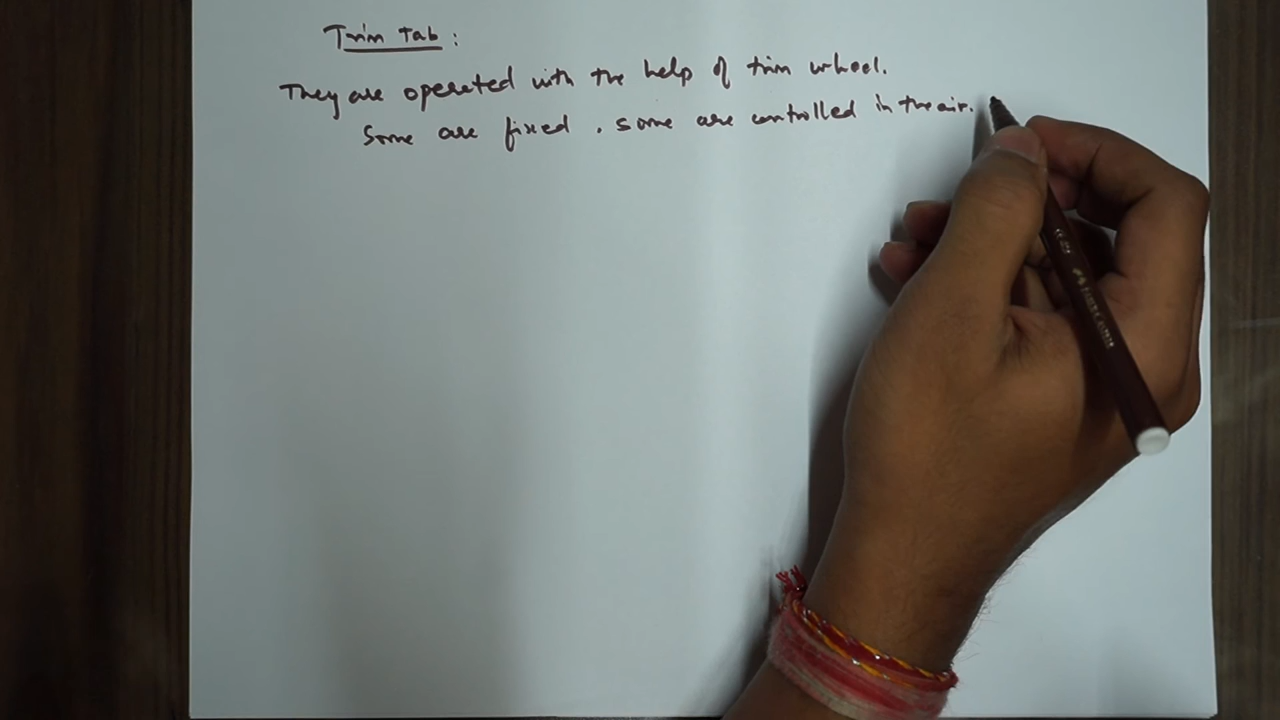 Trim Tab :
They are operated with the help of trim wheel.
Some are fixed . some are controlled in the air.